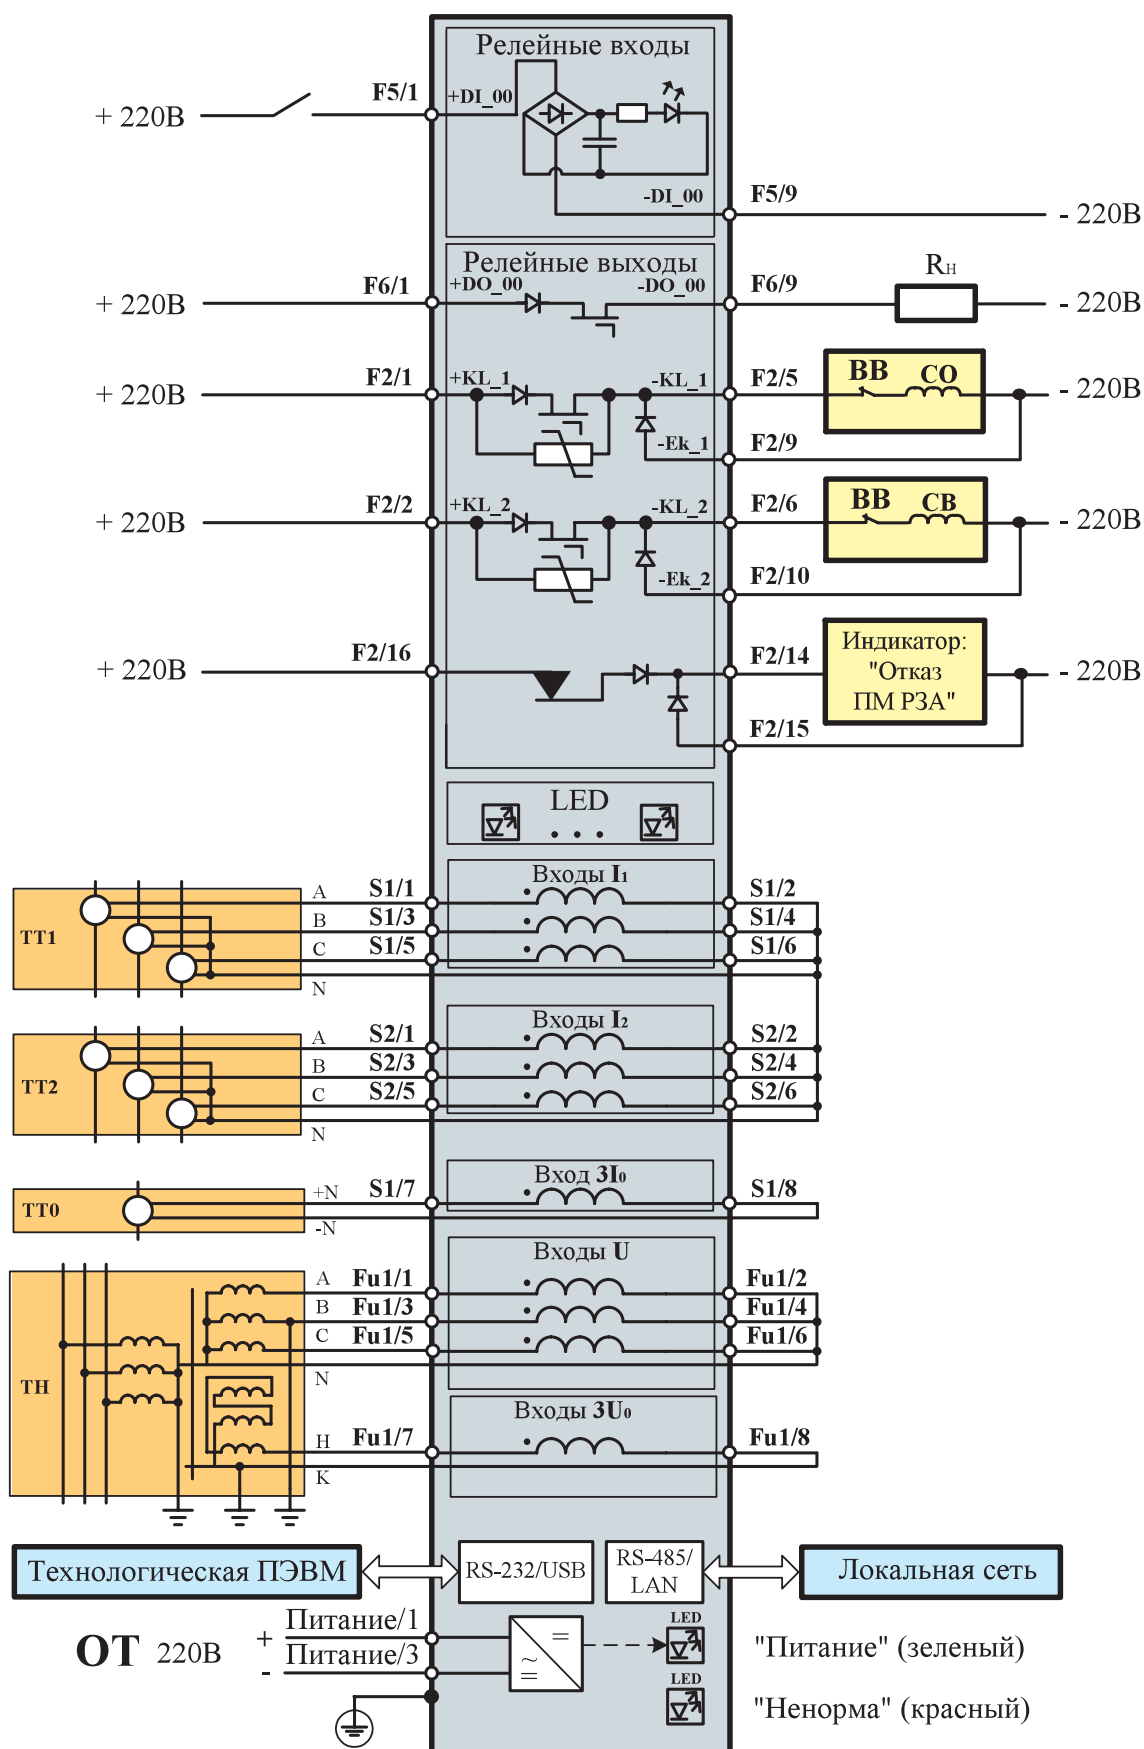 Релейные входы
+ 220В
F5/1
+DI_00
-DI_00
F5/9
- 220В
Релейные выходы
+ 220В
F6/1
+DO_00
-DO_00
F6/9
Rн
- 220В
+ 220В
F2/1
+KL_1
-KL_1
F2/5
ВВ
СО
- 220В
-Ek_1
F2/9
+ 220В
F2/2
+KL_2
-KL_2
F2/6
ВВ
СВ
- 220В
-Ek_2
F2/10
+ 220В
F2/16
F2/14
Индикатор:
"Отказ
ПМ РЗА"
- 220В
F2/15
LED
Входы I1
ТТ1
A
S1/1
S1/2
B
S1/3
S1/4
C
S1/5
S1/6
N
Входы I2
ТТ2
A
S2/1
S2/2
B
S2/3
S2/4
C
S2/5
S2/6
N
Вход 3I0
ТТ0
+N
S1/7
S1/8
-N
Входы U
ТН
A
Fu1/1
Fu1/2
B
Fu1/3
Fu1/4
C
Fu1/5
Fu1/6
N
Входы 3U0
Н
Fu1/7
Fu1/8
К
Технологическая ПЭВМ
RS-232/USB
RS-485/
LAN
Локальная сеть
ОТ 220В
+
Питание/1
-
Питание/3
=
~
=
LED
"Питание" (зеленый)
LED
"Ненорма" (красный)